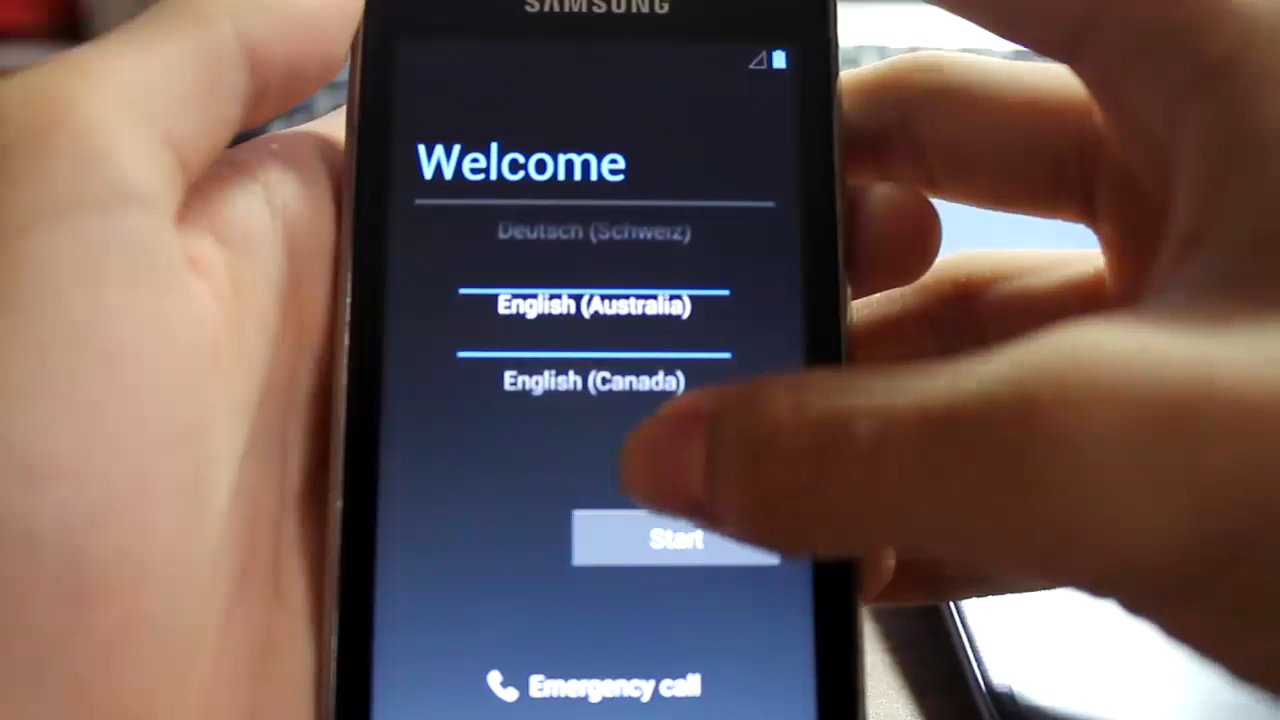 SAMSUNG
Welcome
Deutsch (Schweiz)
English (Australia)
English (Canada)
Start
Emergency call